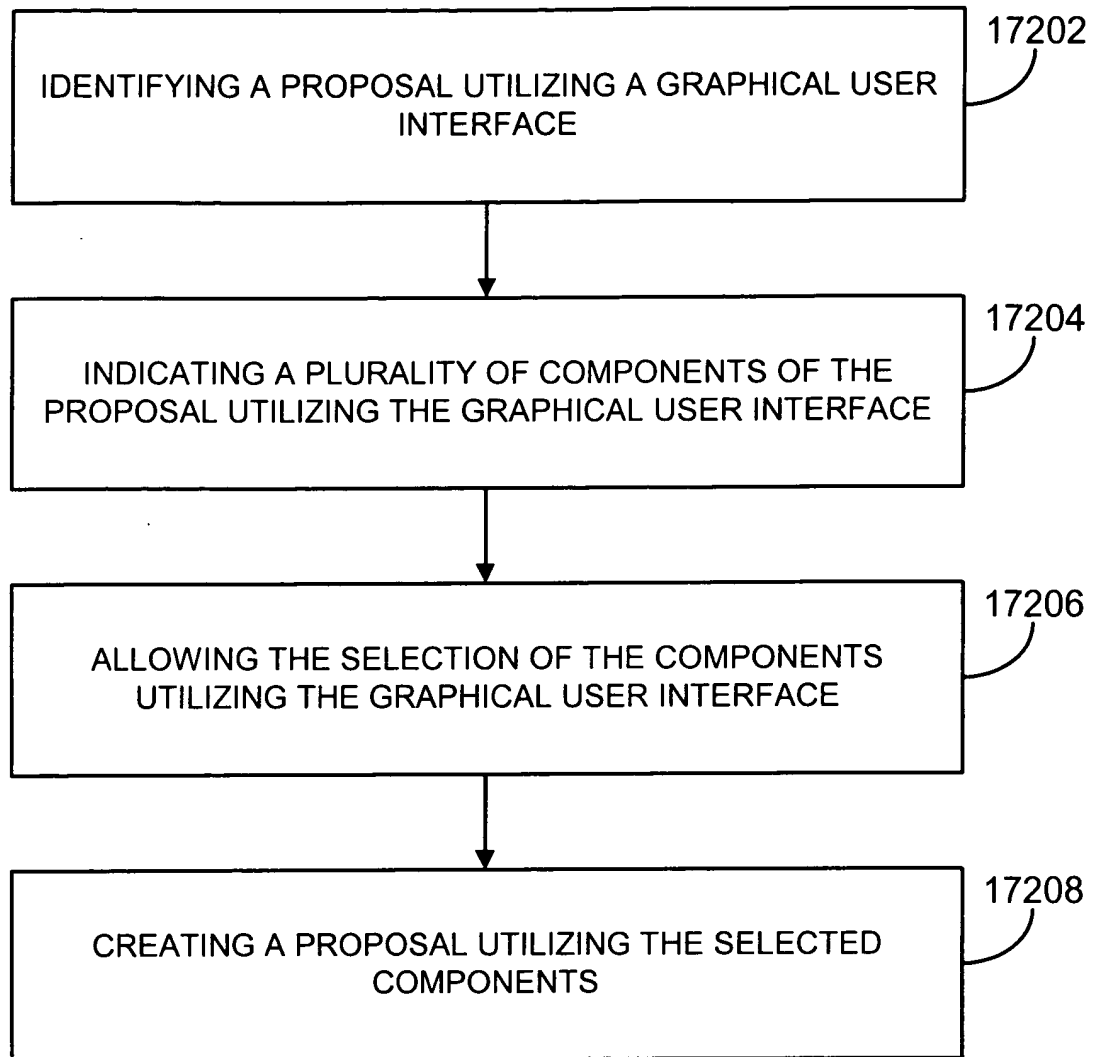 17202
IDENTIFYING A PROPOSAL UTILIZING A GRAPHICAL USER
INTERFACE
17204
INDICATING A PLURALITY OF COMPONENTS OF THE
PROPOSAL UTILIZING THE GRAPHICAL USER INTERFACE
17206
ALLOWING THE SELECTION OF THE COMPONENTS
UTILIZING THE GRAPHICAL USER INTERFACE
17208
CREATING A PROPOSAL UTILIZING THE SELECTED
COMPONENTS